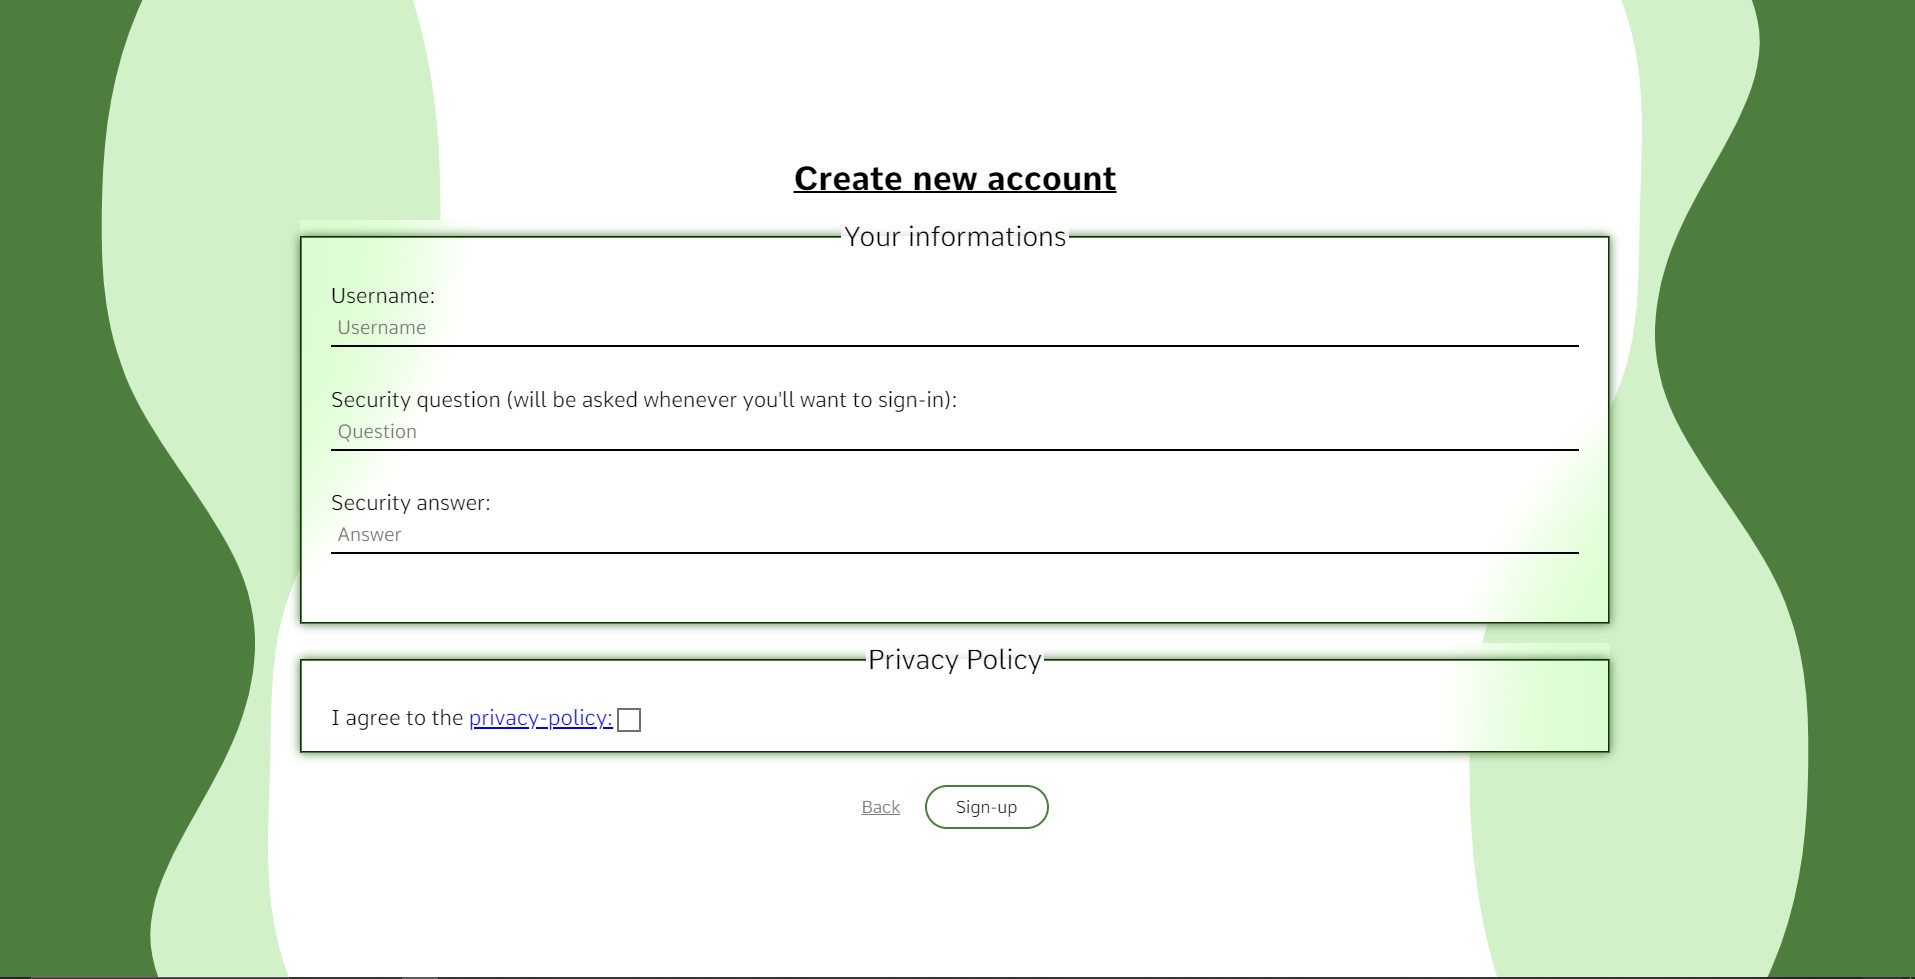 Create new account
Your informations
Username:
Username
Security question (will be asked whenever you'll want to sign-in):
Question
Security answer:
Answer
Privacy Policy
I agree to the privacy-policy:
Back
Sign-up